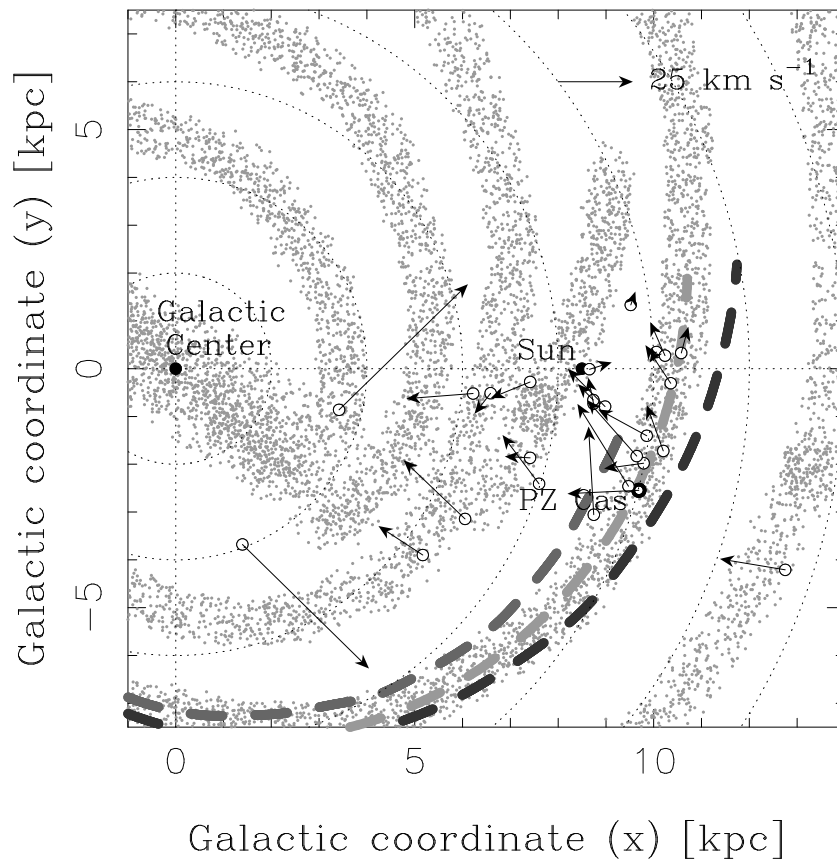 25 km s⁻¹
5
Galactic
Center
Sun
0
PZ Cas
−5
0
5
10
Galactic coordinate (y) [kpc]
Galactic coordinate (x) [kpc]